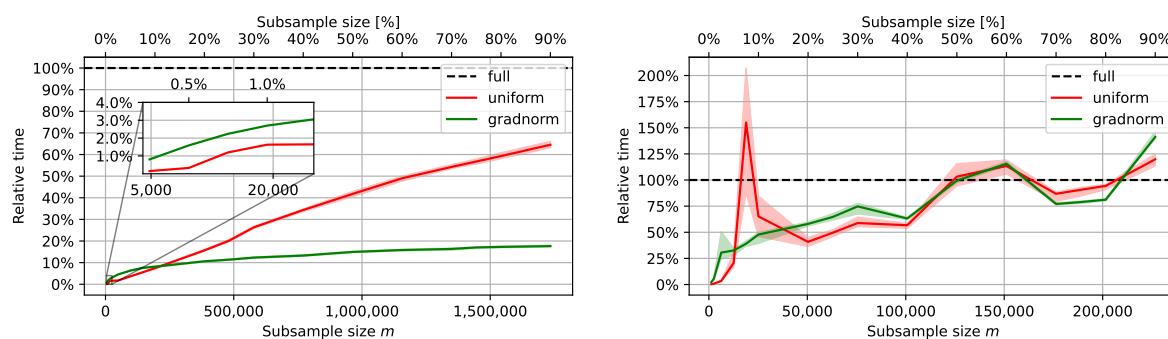 Subsample size [%]
0% 10% 20% 30% 40% 50% 60% 70% 80% 90%
Relative time
100%
90%
80%
70%
60%
50%
40%
30%
20%
10%
0%
full
uniform
gradnorm
0.5% 1.0%
4.0%
3.0%
2.0%
1.0%
5,000 20,000
0 500,000 1,000,000 1,500,000
Subsample size m
Subsample size [%]
0% 10% 20% 30% 40% 50% 60% 70% 80% 90%
Relative time
200%
175%
150%
125%
100%
75%
50%
25%
0%
full
uniform
gradnorm
0 50,000 100,000 150,000 200,000
Subsample size m